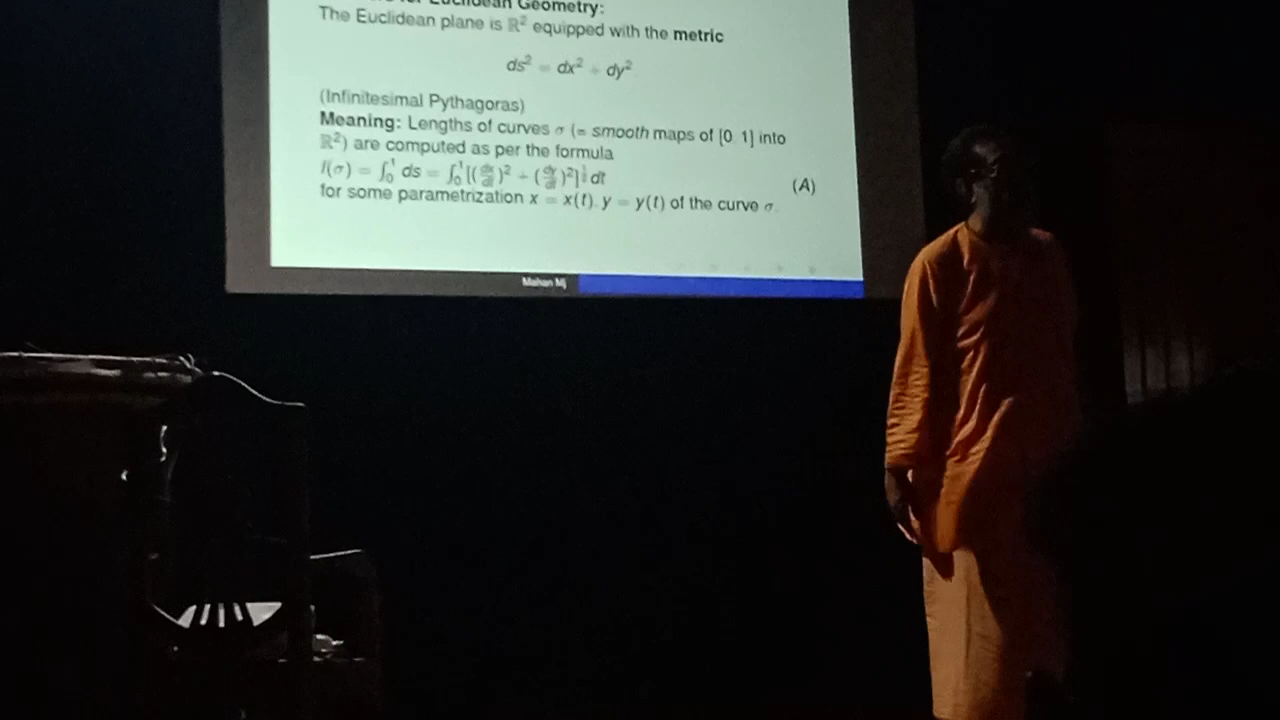 for Euclidean Geometry:
The Euclidean plane is ℝ² equipped with the metric
ds² = dx² + dy²
(Infinitesimal Pythagoras)
Meaning: Lengths of curves σ (= smooth maps of [0, 1] into
ℝ²) are computed as per the formula
l(σ) = ∫₀¹ ds = ∫₀¹[(dx/dt)² + (dy/dt)²]^½ dt (A)
for some parametrization x = x(t), y = y(t) of the curve σ.
Mahan Mj